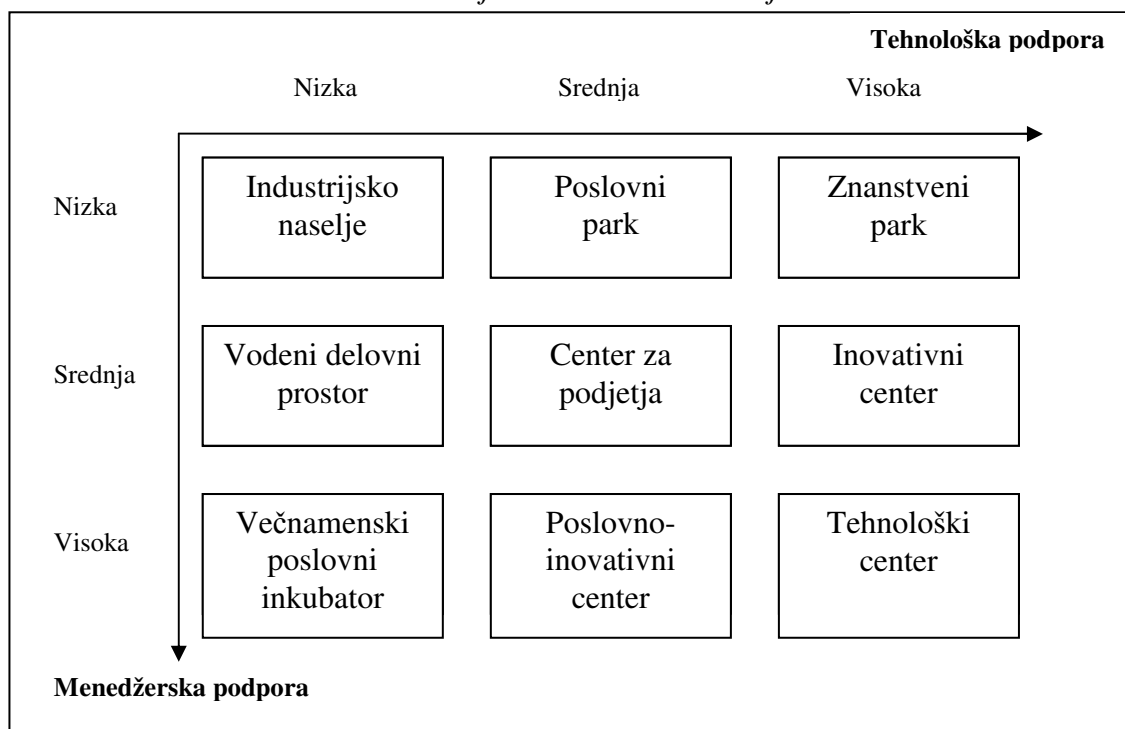 Tehnološka podpora
Nizka Srednja Visoka
Nizka
Industrijsko
naselje
Poslovni
park
Znanstveni
park
Srednja
Vodeni delovni
prostor
Center za
podjetja
Inovativni
center
Visoka
Večnamenski
poslovni
inkubator
Poslovno-
inovativni
center
Tehnološki
center
Menedžerska podpora